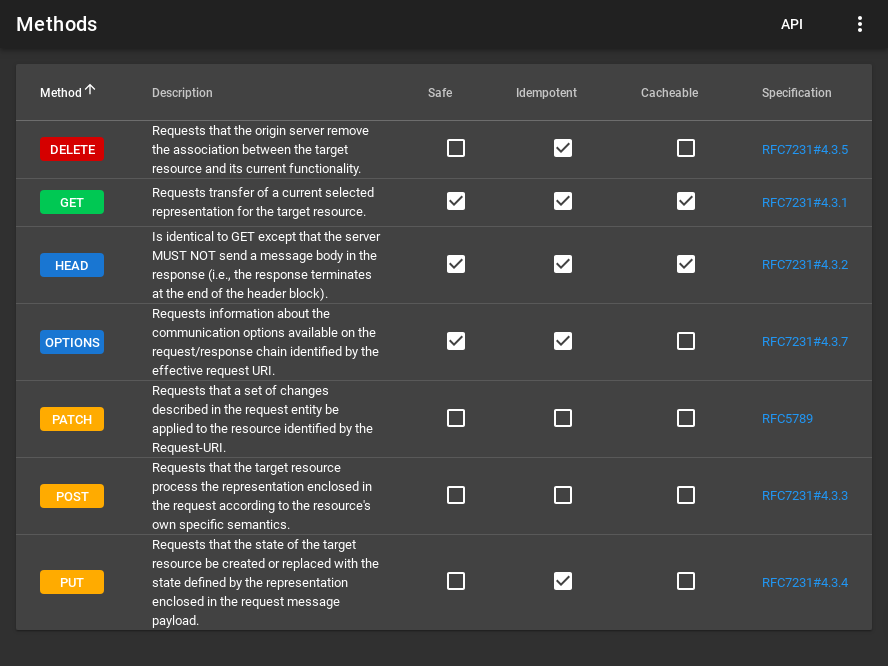 Methods
API
Method Description Safe Idempotent Cacheable Specification
DELETE
Requests that the origin server remove
the association between the target
resource and its current functionality.
RFC7231#4.3.5
GET
Requests transfer of a current selected
representation for the target resource.
RFC7231#4.3.1
HEAD
Is identical to GET except that the server
MUST NOT send a message body in the
response (i.e., the response terminates
at the end of the header block).
RFC7231#4.3.2
OPTIONS
Requests information about the
communication options available on the
request/response chain identified by the
effective request URI.
RFC7231#4.3.7
PATCH
Requests that a set of changes
described in the request entity be
applied to the resource identified by the
Request-URI.
RFC5789
POST
Requests that the target resource
process the representation enclosed in
the request according to the resource's
own specific semantics.
RFC7231#4.3.3
PUT
Requests that the state of the target
resource be created or replaced with the
state defined by the representation
enclosed in the request message
payload.
RFC7231#4.3.4